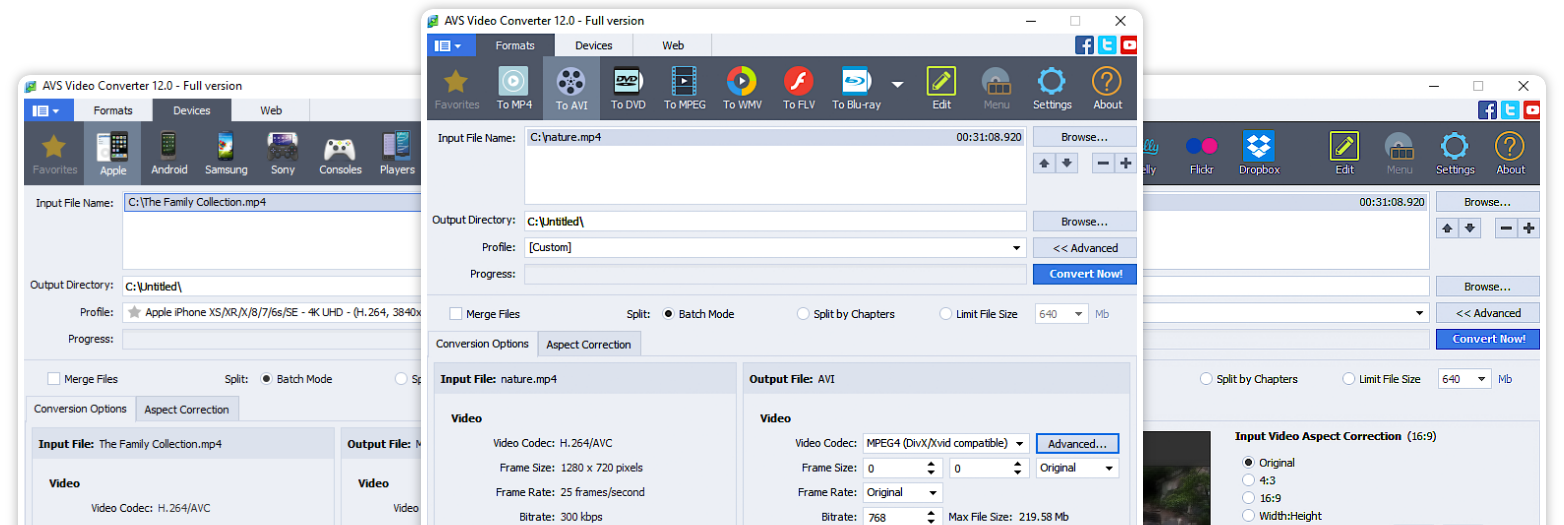 AVS Video Converter 12.0 - Full version
Formats Devices Web
Favorites To MP4 To AVI To DVD To MPEG To WMV To FLV To Blu-ray Edit Menu Settings About
Input File Name: C:\nature.mp4 00:31:08.920 Browse...
Output Directory: C:\Untitled\ Browse...
Profile: [Custom] << Advanced
Progress: Convert Now!
Merge Files Split: Batch Mode Split by Chapters Limit File Size 640 Mb
Conversion Options Aspect Correction
Input File: nature.mp4 Output File: AVI
Video Video
Video Codec: H.264/AVC Video Codec: MPEG4 (DivX/Xvid compatible) Advanced...
Frame Size: 1280 x 720 pixels Frame Size: 0 0 Original
Frame Rate: 25 frames/second Frame Rate: Original
Bitrate: 300 kbps Bitrate: 768 Max File Size: 219.58 Mb
AVS Video Converter 12.0 - Full version
Formats Devices Web
Favorites Apple Android Samsung Sony Consoles Players
Input File Name: C:\The Family Collection.mp4
Output Directory: C:\Untitled\
Profile: Apple iPhone XS/XR/X/8/7/6s/SE - 4K UHD - (H.264, 3840x
Progress:
Merge Files Split: Batch Mode Sp
Conversion Options Aspect Correction
Input File: The Family Collection.mp4 Output File: M
Video Video
Video Codec: H.264/AVC Video
Flickr Dropbox Edit Menu Settings About
00:31:08.920 Browse...
Browse...
<< Advanced
Convert Now!
Split by Chapters Limit File Size 640 Mb
Input Video Aspect Correction (16:9)
Original
4:3
16:9
Width:Height